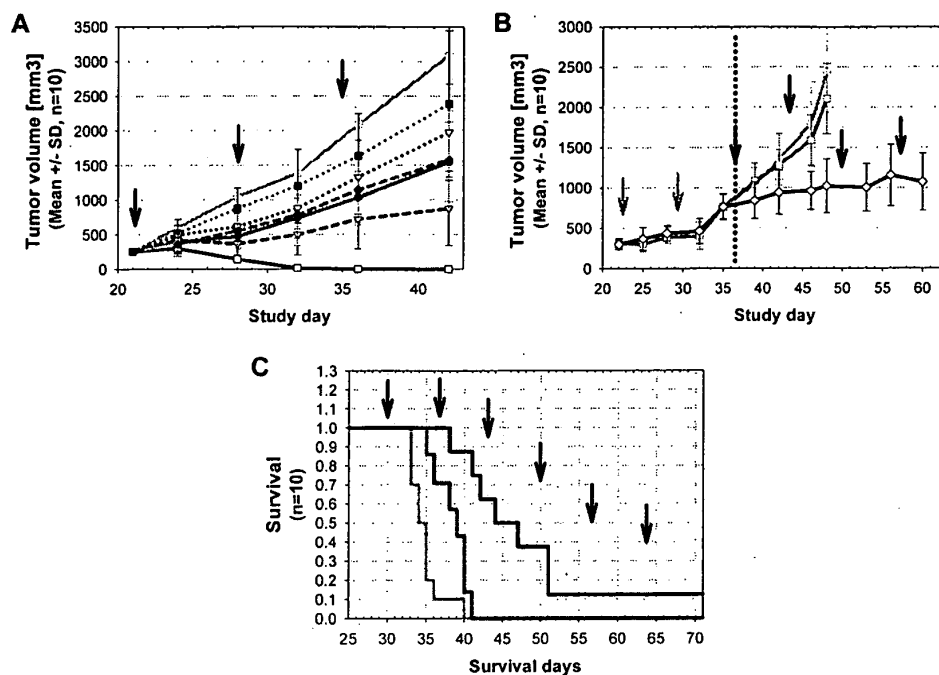 A
Tumor volume [mm3]
(Mean +/- SD, n=10)
3500
3000
2500
2000
1500
1000
500
0
20 25 30 35 40
Study day
B
Tumor volume [mm3]
(Mean +/- SD, n=10)
3000
2500
2000
1500
1000
500
0
20 25 30 35 40 45 50 55 60
Study day
C
Survival
(n=10)
1.3
1.2
1.1
1.0
0.9
0.8
0.7
0.6
0.5
0.4
0.3
0.2
0.1
0.0
25 30 35 40 45 50 55 60 65 70
Survival days